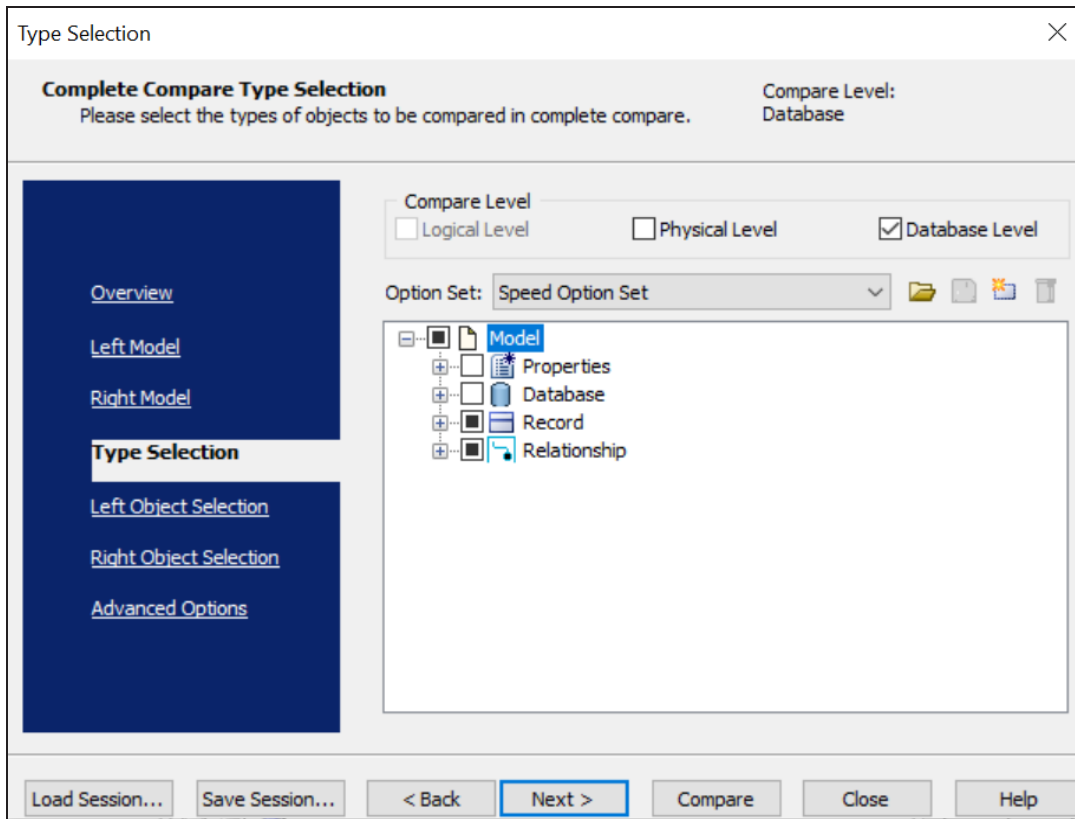 Type Selection
Complete Compare Type Selection
Please select the types of objects to be compared in complete compare.
Compare Level:
Database
Overview
Left Model
Right Model
Type Selection
Left Object Selection
Right Object Selection
Advanced Options
Compare Level
Logical Level Physical Level Database Level
Option Set: Speed Option Set
Model
Properties
Database
Record
Relationship
Load Session... Save Session... < Back Next > Compare Close Help